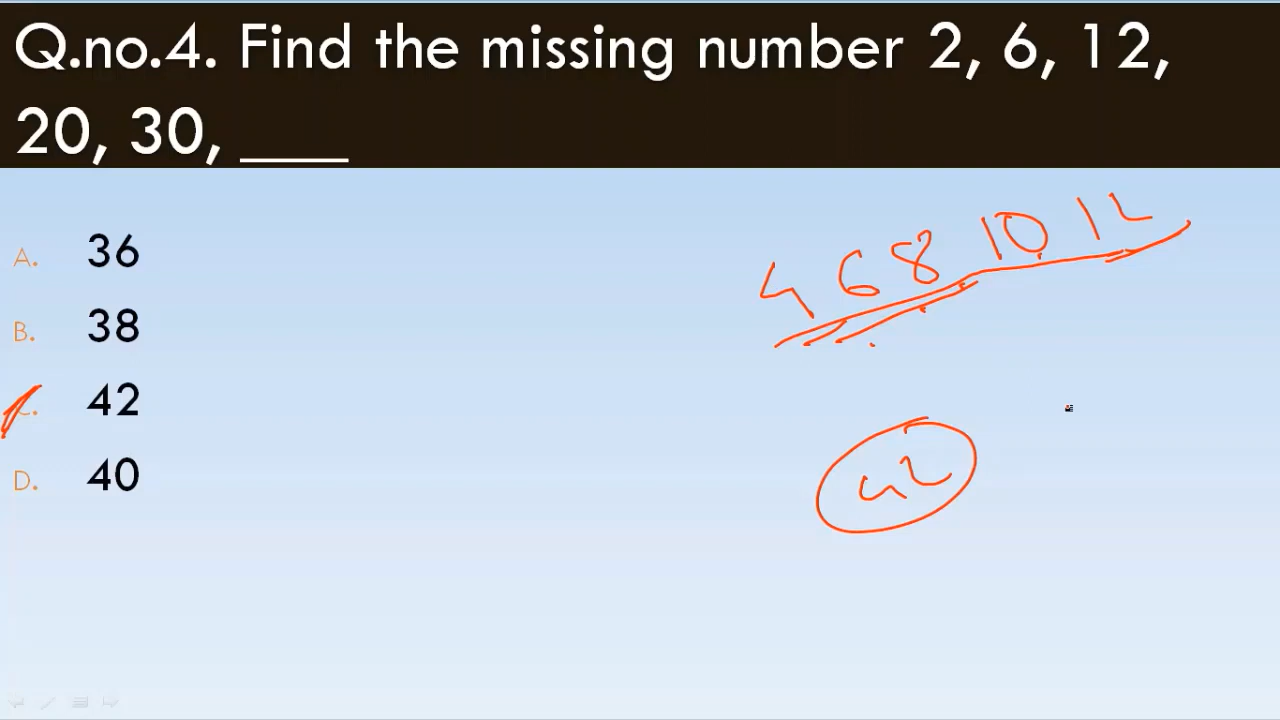 Q.no.4. Find the missing number 2, 6, 12,
20, 30, ____
A. 36
B. 38
C. 42
D. 40
4 6 8 10 12
42